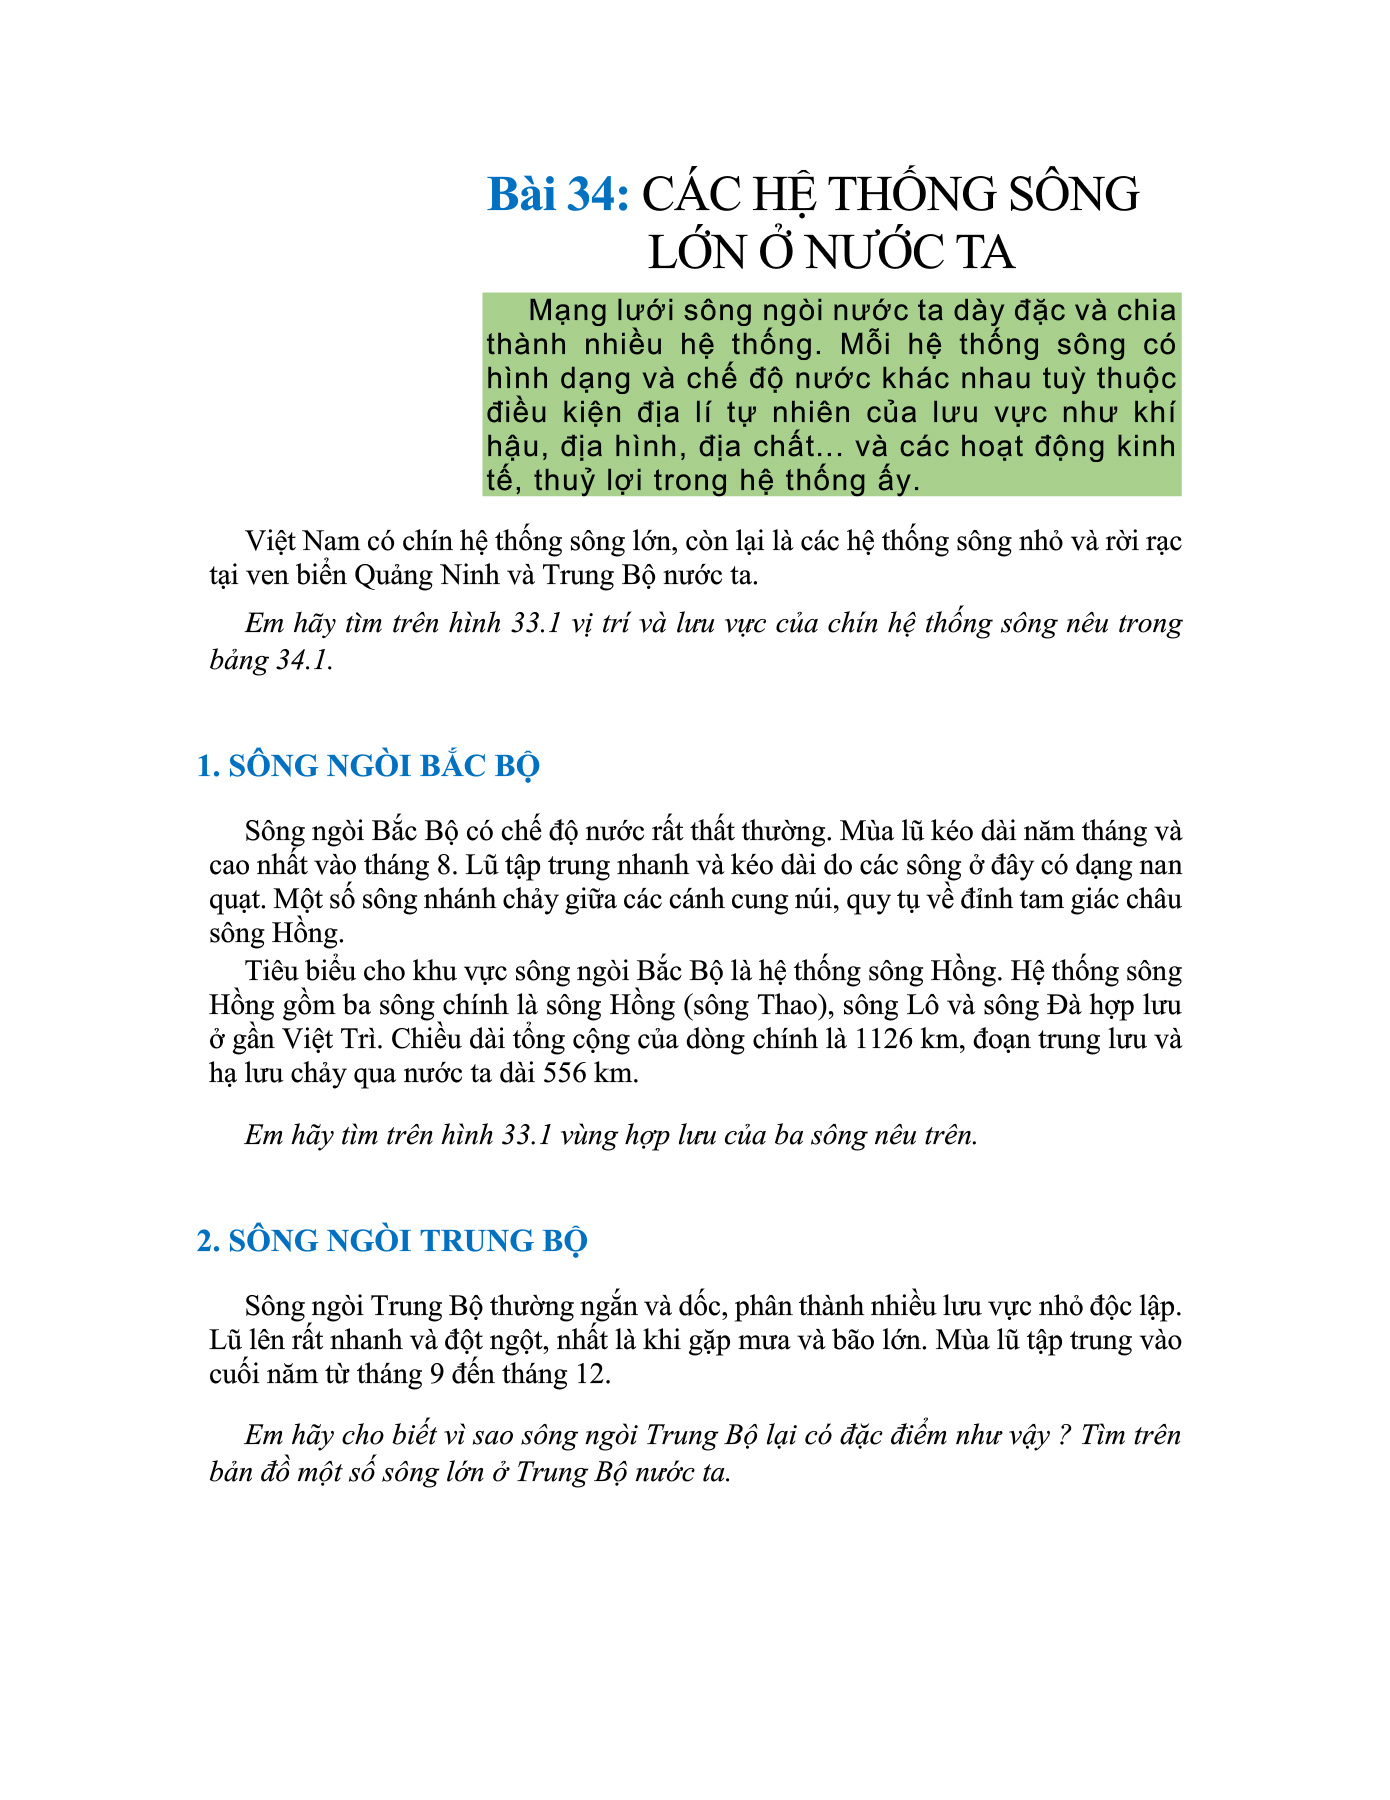 Bài 34: CÁC HỆ THỐNG SÔNG
LỚN Ở NƯỚC TA
Mạng lưới sông ngòi nước ta dày đặc và chia
thành nhiều hệ thống. Mỗi hệ thống sông có
hình dạng và chế độ nước khác nhau tuỳ thuộc
điều kiện địa lí tự nhiên của lưu vực như khí
hậu, địa hình, địa chất... và các hoạt động kinh
tế, thuỷ lợi trong hệ thống ấy.
Việt Nam có chín hệ thống sông lớn, còn lại là các hệ thống sông nhỏ và rời rạc
tại ven biển Quảng Ninh và Trung Bộ nước ta.
Em hãy tìm trên hình 33.1 vị trí và lưu vực của chín hệ thống sông nêu trong
bảng 34.1.
1. SÔNG NGÒI BẮC BỘ
Sông ngòi Bắc Bộ có chế độ nước rất thất thường. Mùa lũ kéo dài năm tháng và
cao nhất vào tháng 8. Lũ tập trung nhanh và kéo dài do các sông ở đây có dạng nan
quạt. Một số sông nhánh chảy giữa các cánh cung núi, quy tụ về đỉnh tam giác châu
sông Hồng.
Tiêu biểu cho khu vực sông ngòi Bắc Bộ là hệ thống sông Hồng. Hệ thống sông
Hồng gồm ba sông chính là sông Hồng (sông Thao), sông Lô và sông Đà hợp lưu
ở gần Việt Trì. Chiều dài tổng cộng của dòng chính là 1126 km, đoạn trung lưu và
hạ lưu chảy qua nước ta dài 556 km.
Em hãy tìm trên hình 33.1 vùng hợp lưu của ba sông nêu trên.
2. SÔNG NGÒI TRUNG BỘ
Sông ngòi Trung Bộ thường ngắn và dốc, phân thành nhiều lưu vực nhỏ độc lập.
Lũ lên rất nhanh và đột ngột, nhất là khi gặp mưa và bão lớn. Mùa lũ tập trung vào
cuối năm từ tháng 9 đến tháng 12.
Em hãy cho biết vì sao sông ngòi Trung Bộ lại có đặc điểm như vậy ? Tìm trên
bản đồ một số sông lớn ở Trung Bộ nước ta.